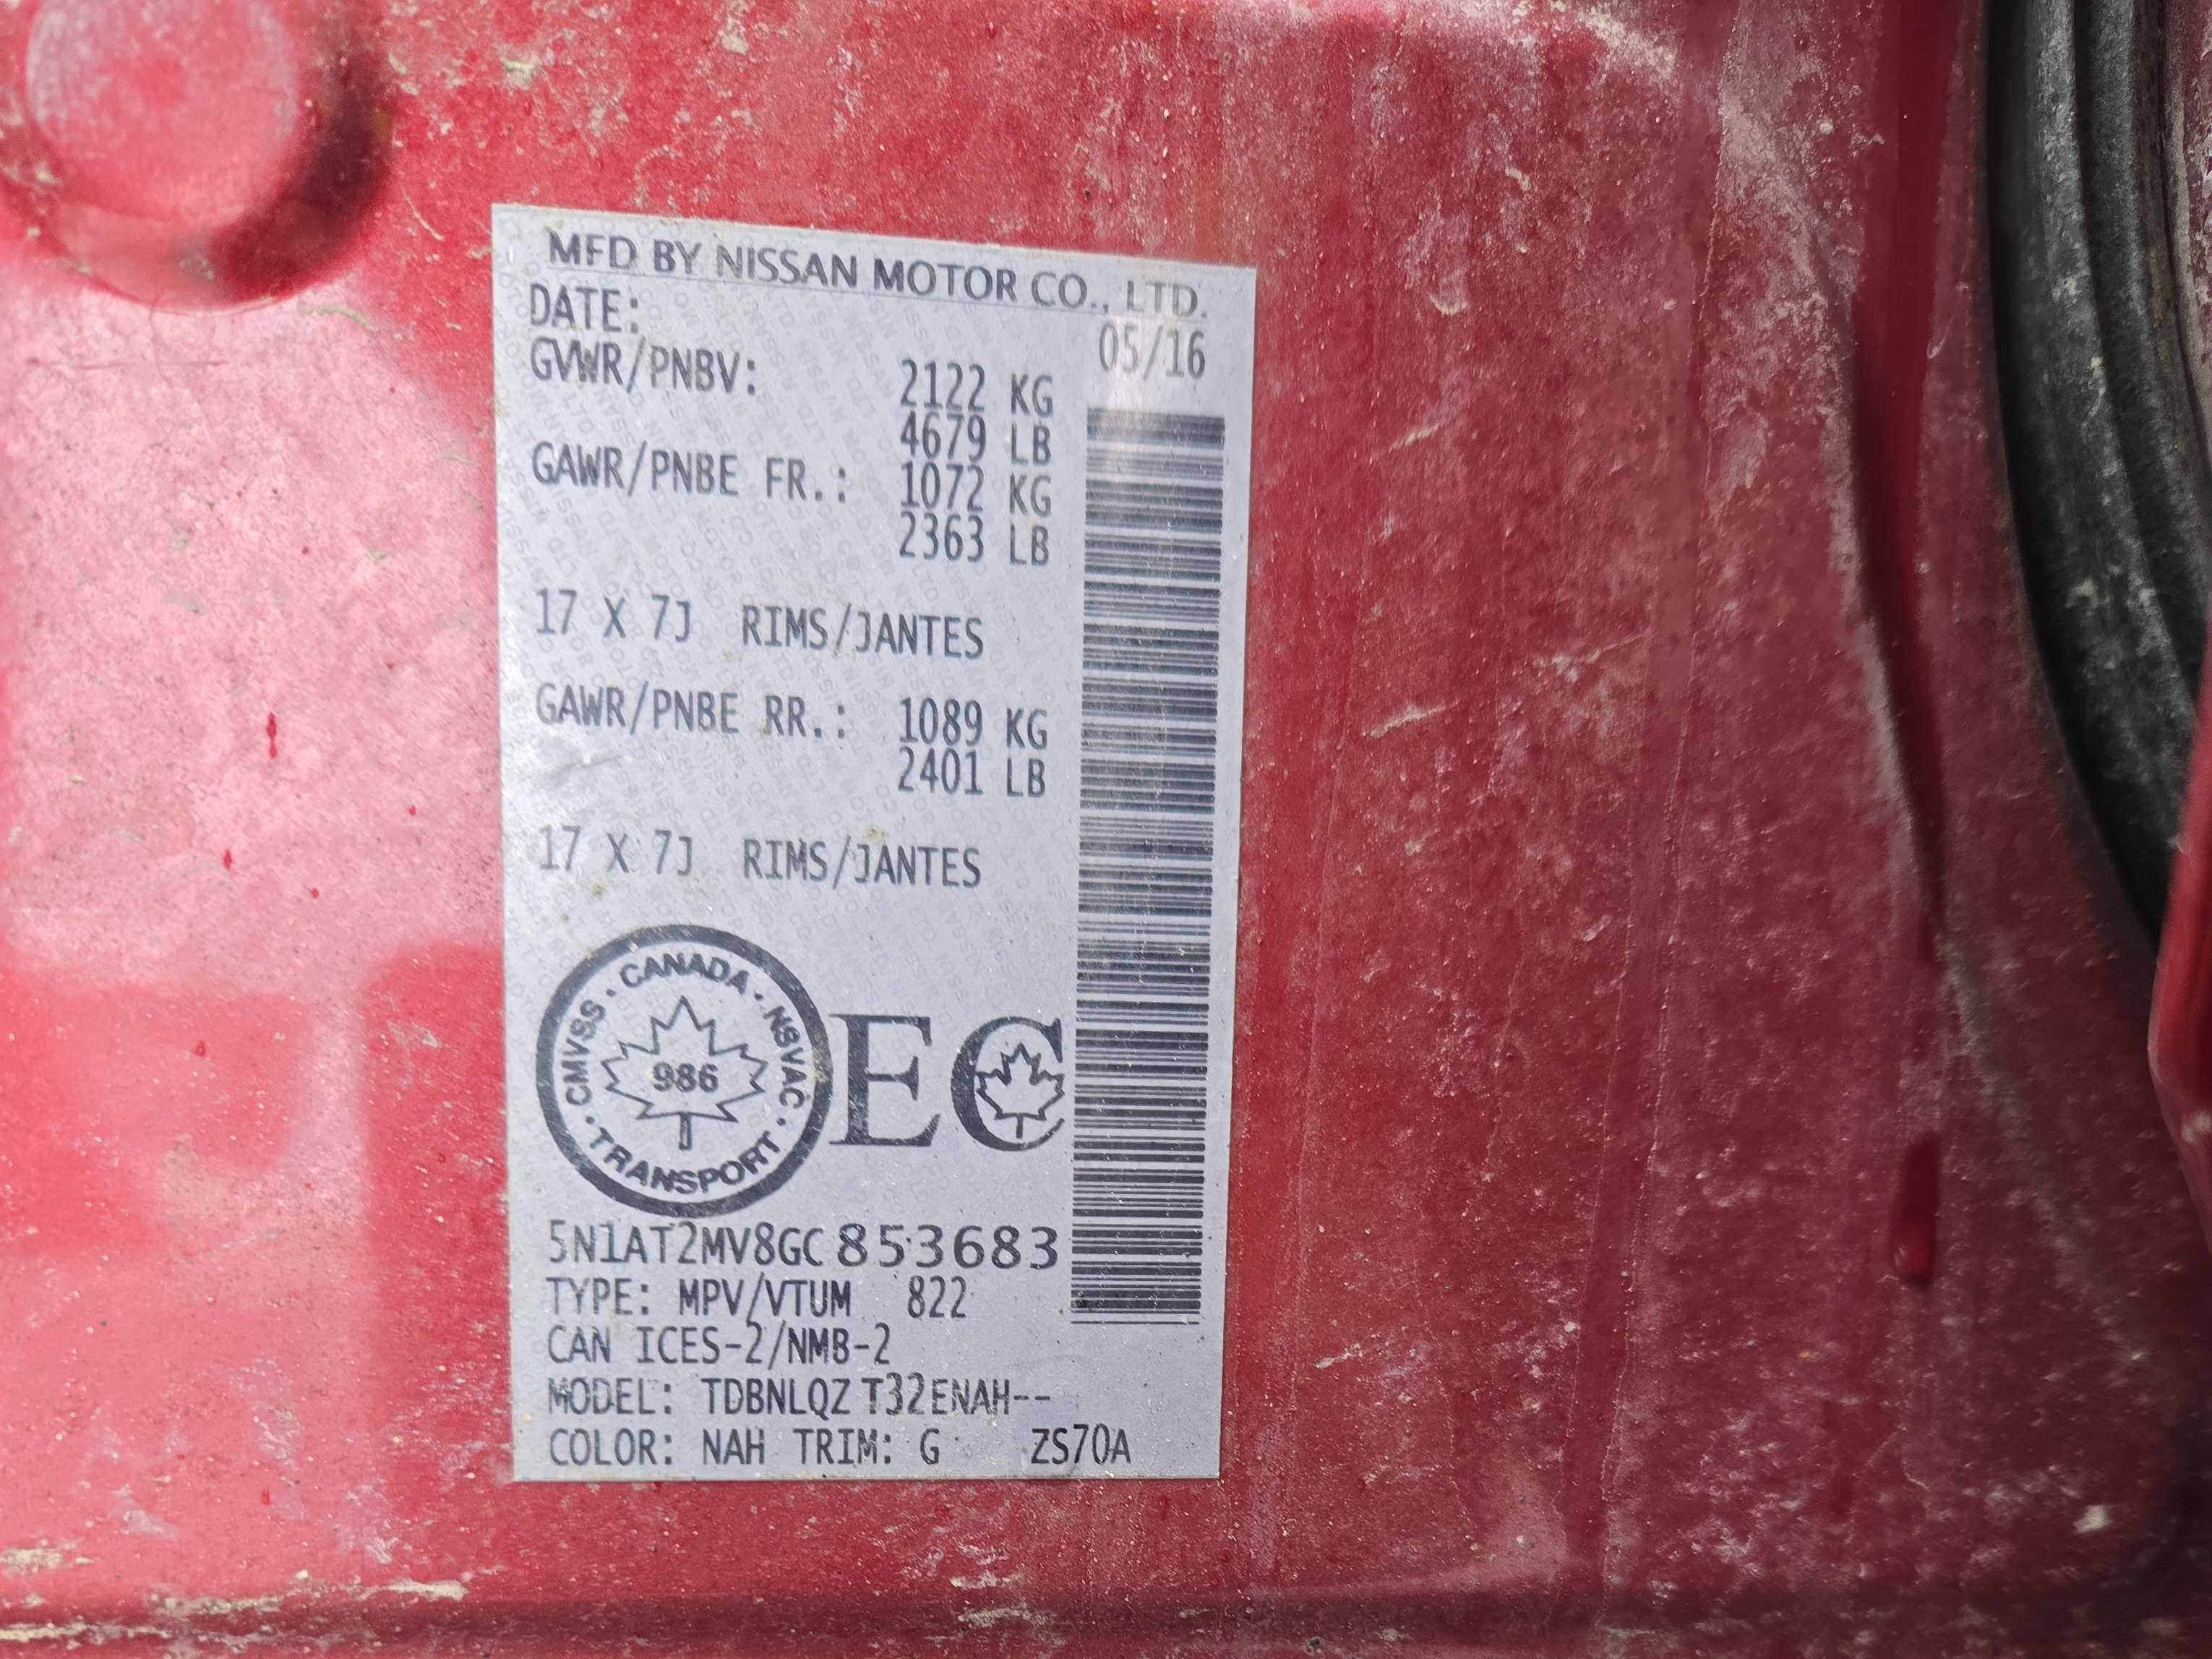 MFD BY NISSAN MOTOR CO., LTD.
DATE: 05/16
GVWR/PNBV: 2122 KG
4679 LB
GAWR/PNBE FR.: 1072 KG
2363 LB
17 X 7J RIMS/JANTES
GAWR/PNBE RR.: 1089 KG
2401 LB
17 X 7J RIMS/JANTES
CANADA · NSVAC · TRANSPORT · CMVSS ·
986
EC
5N1AT2MV8GC853683
TYPE: MPV/VTUM 822
CAN ICES-2/NMB-2
MODEL: TDBNLQZ T32ENAH--
COLOR: NAH TRIM: G ZS70A